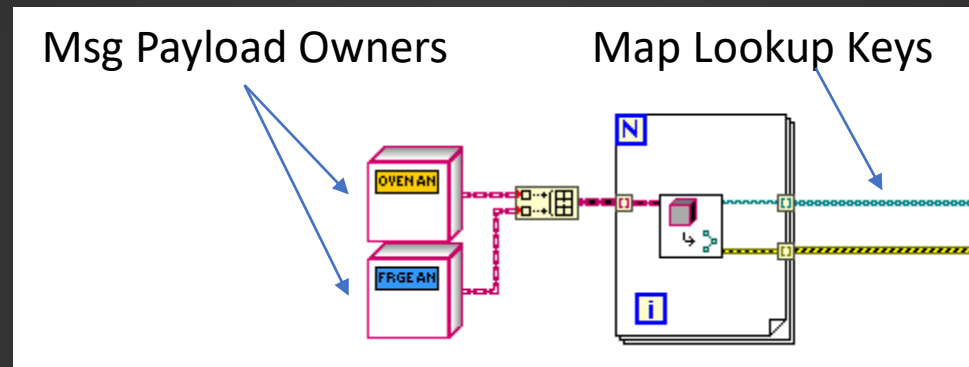 Msg Payload Owners
Map Lookup Keys
N
OVEN AN
FRGE AN
i